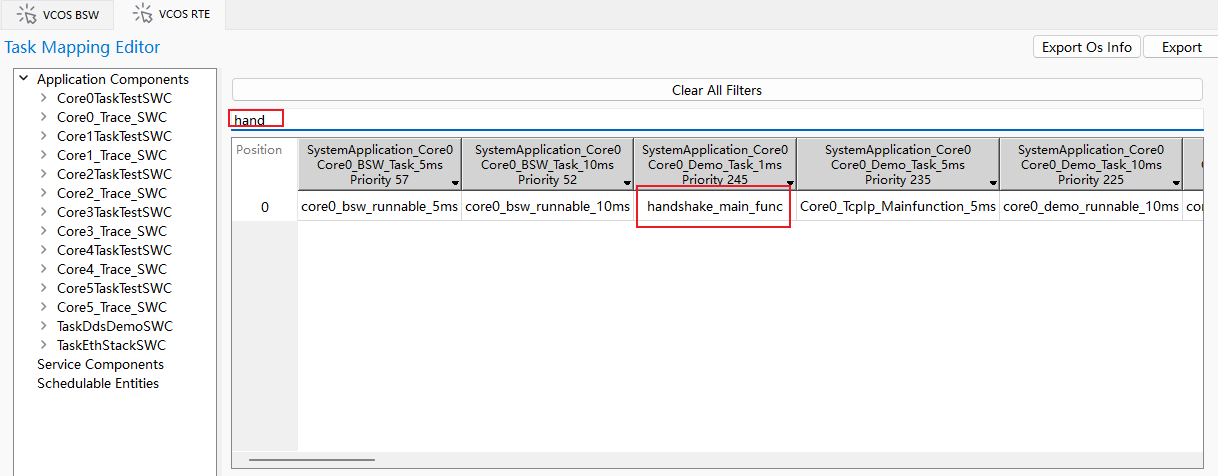 VCOS BSW
VCOS RTE
Task Mapping Editor
Export Os Info
Export
Application Components
Core0TaskTestSWC
Core0_Trace_SWC
Core1TaskTestSWC
Core1_Trace_SWC
Core2TaskTestSWC
Core2_Trace_SWC
Core3TaskTestSWC
Core3_Trace_SWC
Core4TaskTestSWC
Core4_Trace_SWC
Core5TaskTestSWC
Core5_Trace_SWC
TaskDdsDemoSWC
TaskEthStackSWC
Service Components
Schedulable Entities
Clear All Filters
hand
Position
SystemApplication_Core0
Core0_BSW_Task_5ms
Priority 57
SystemApplication_Core0
Core0_BSW_Task_10ms
Priority 52
SystemApplication_Core0
Core0_Demo_Task_1ms
Priority 245
SystemApplication_Core0
Core0_Demo_Task_5ms
Priority 235
SystemApplication_Core0
Core0_Demo_Task_10ms
Priority 225
0
core0_bsw_runnable_5ms
core0_bsw_runnable_10ms
handshake_main_func
Core0_TcpIp_Mainfunction_5ms
core0_demo_runnable_10ms